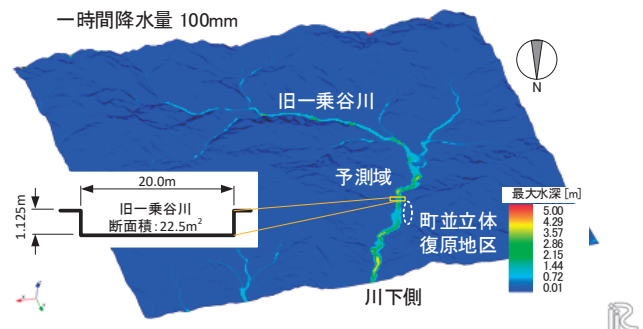 一時間降水量 100mm
N
旧一乗谷川
予測域
20.0m
1.125m
旧一乗谷川
断面積：22.5m²
町並立体
復原地区
最大水深 [m]
5.00
4.29
3.57
2.86
2.15
1.44
0.72
0.01
川下側